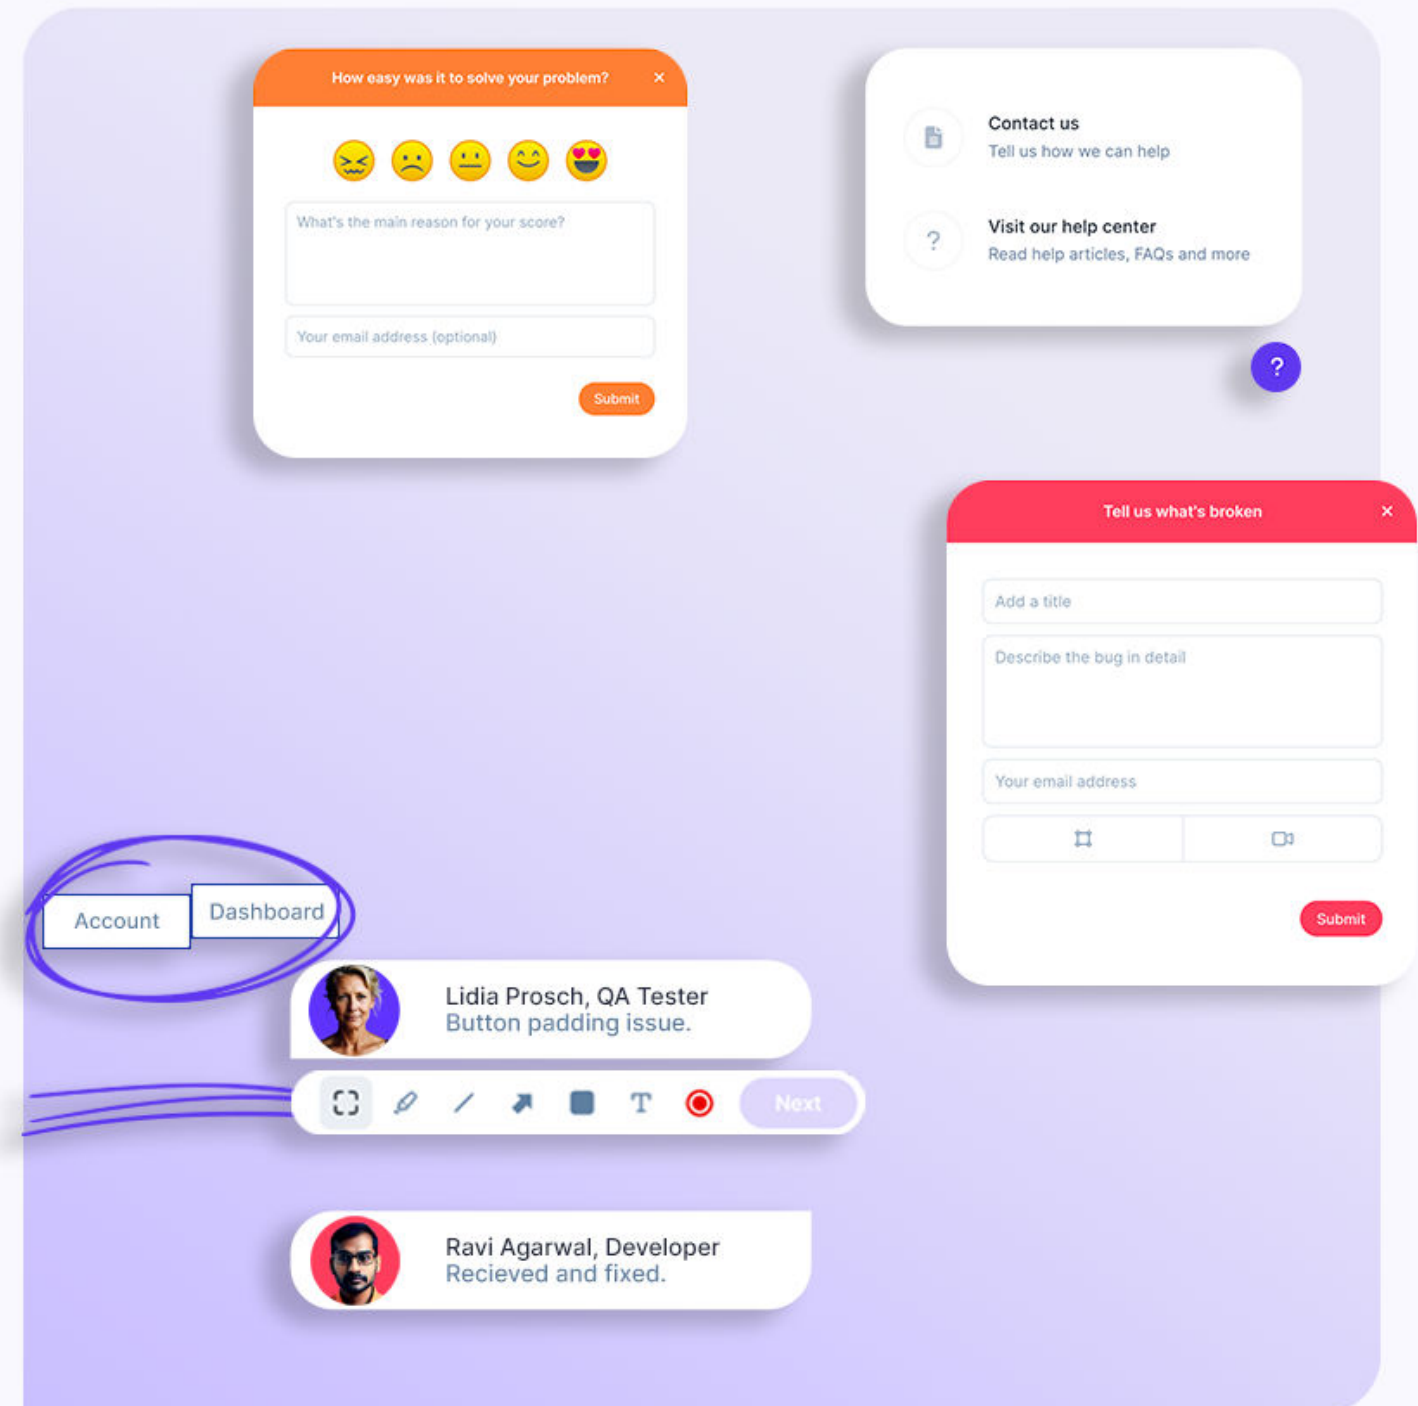 How easy was it to solve your problem?
What's the main reason for your score?
Your email address (optional)
Submit
Contact us
Tell us how we can help
?
Visit our help center
Read help articles, FAQs and more
?
Tell us what's broken
Add a title
Describe the bug in detail
Your email address
Submit
Account
Dashboard
Lidia Prosch, QA Tester
Button padding issue.
T
Next
Ravi Agarwal, Developer
Recieved and fixed.